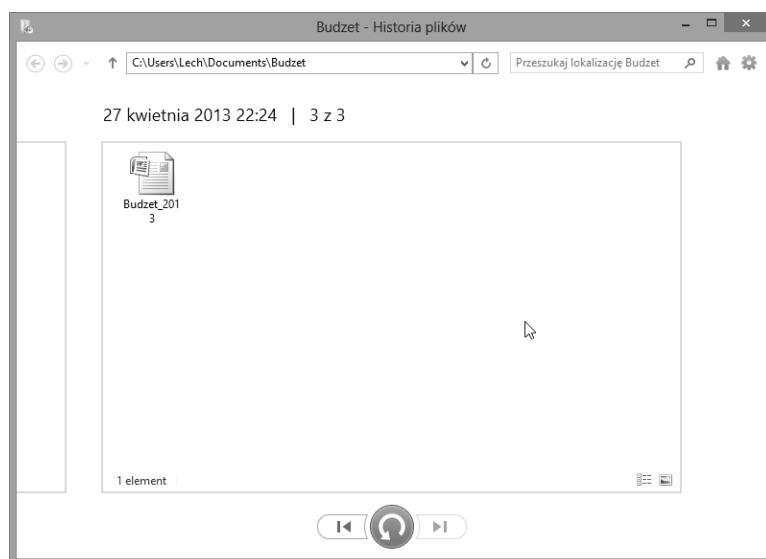 Budzet - Historia plików
C:\Users\Lech\Documents\Budzet
Przeszukaj lokalizację Budzet
27 kwietnia 2013 22:24 | 3 z 3
Budzet_201
3
1 element